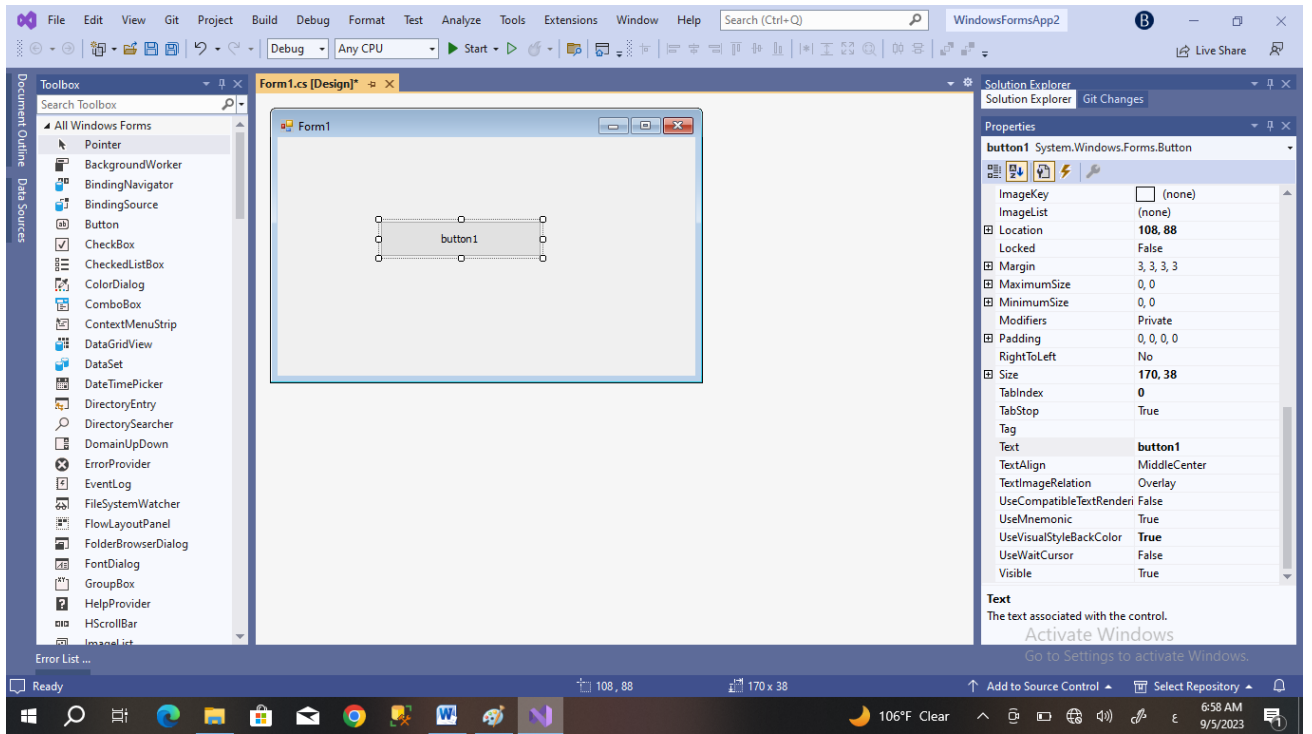 File Edit View Git Project Build Debug Format Test Analyze Tools Extensions Window Help Search (Ctrl+Q) WindowsFormsApp2 B
Debug Any CPU Start Live Share
Document Outline
Data Sources
Toolbox
Search Toolbox
All Windows Forms
Pointer
BackgroundWorker
BindingNavigator
BindingSource
Button
CheckBox
CheckedListBox
ColorDialog
ComboBox
ContextMenuStrip
DataGridView
DataSet
DateTimePicker
DirectoryEntry
DirectorySearcher
DomainUpDown
ErrorProvider
EventLog
FileSystemWatcher
FlowLayoutPanel
FolderBrowserDialog
FontDialog
GroupBox
HelpProvider
HScrollBar
ImageList
Form1.cs [Design]*
Form1
button1
Solution Explorer
Solution Explorer Git Changes
Properties
button1 System.Windows.Forms.Button
ImageKey (none)
ImageList (none)
Location 108, 88
Locked False
Margin 3, 3, 3, 3
MaximumSize 0, 0
MinimumSize 0, 0
Modifiers Private
Padding 0, 0, 0, 0
RightToLeft No
Size 170, 38
TabIndex 0
TabStop True
Tag
Text button1
TextAlign MiddleCenter
TextImageRelation Overlay
UseCompatibleTextRenderi False
UseMnemonic True
UseVisualStyleBackColor True
UseWaitCursor False
Visible True
Text
The text associated with the control.
Activate Windows
Go to Settings to activate Windows.
Error List ...
Ready 108 , 88 170 x 38 Add to Source Control Select Repository
106°F Clear ع 6:58 AM
9/5/2023